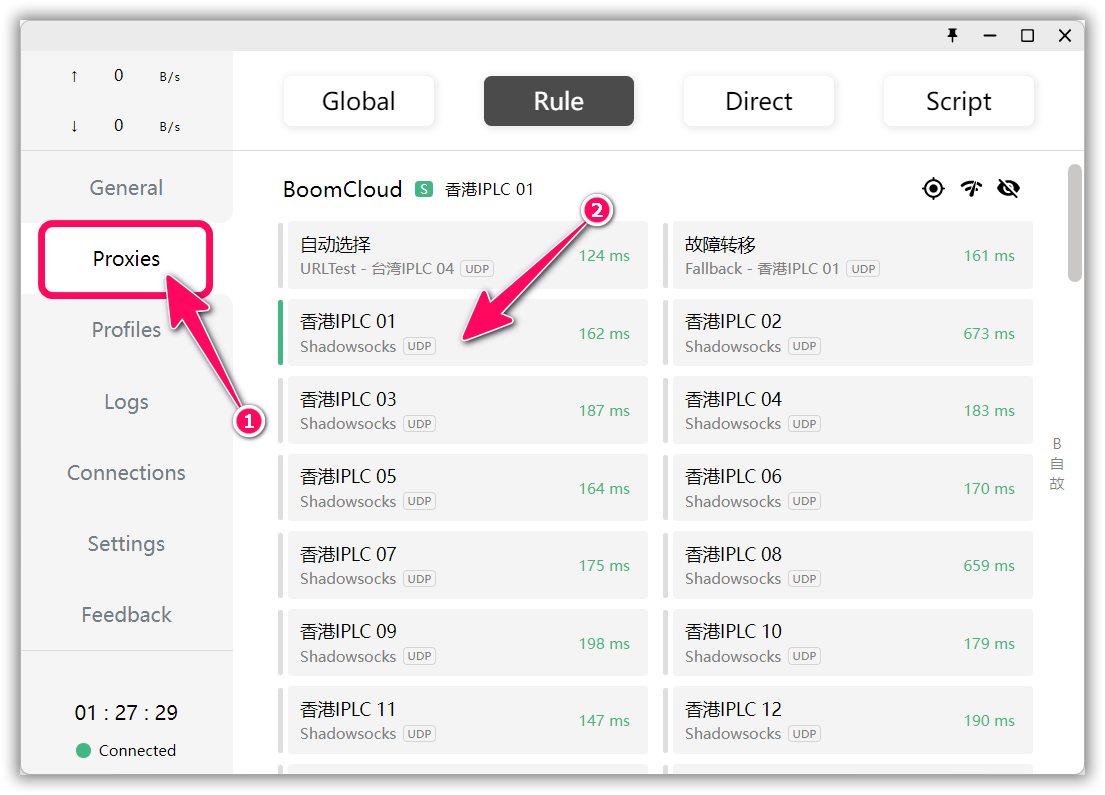 ↑ 0 B/s
↓ 0 B/s
General
Proxies
Profiles
Logs
Connections
Settings
Feedback
01 : 27 : 29
Connected
1
Global Rule Direct Script
BoomCloud S 香港IPLC 01
2
自动选择
URLTest - 台湾IPLC 04 UDP
124 ms
故障转移
Fallback - 香港IPLC 01 UDP
161 ms
香港IPLC 01
Shadowsocks UDP
162 ms
香港IPLC 02
Shadowsocks UDP
673 ms
香港IPLC 03
Shadowsocks UDP
187 ms
香港IPLC 04
Shadowsocks UDP
183 ms
香港IPLC 05
Shadowsocks UDP
164 ms
香港IPLC 06
Shadowsocks UDP
170 ms
香港IPLC 07
Shadowsocks UDP
175 ms
香港IPLC 08
Shadowsocks UDP
659 ms
香港IPLC 09
Shadowsocks UDP
198 ms
香港IPLC 10
Shadowsocks UDP
179 ms
香港IPLC 11
Shadowsocks UDP
147 ms
香港IPLC 12
Shadowsocks UDP
190 ms
B
自
故